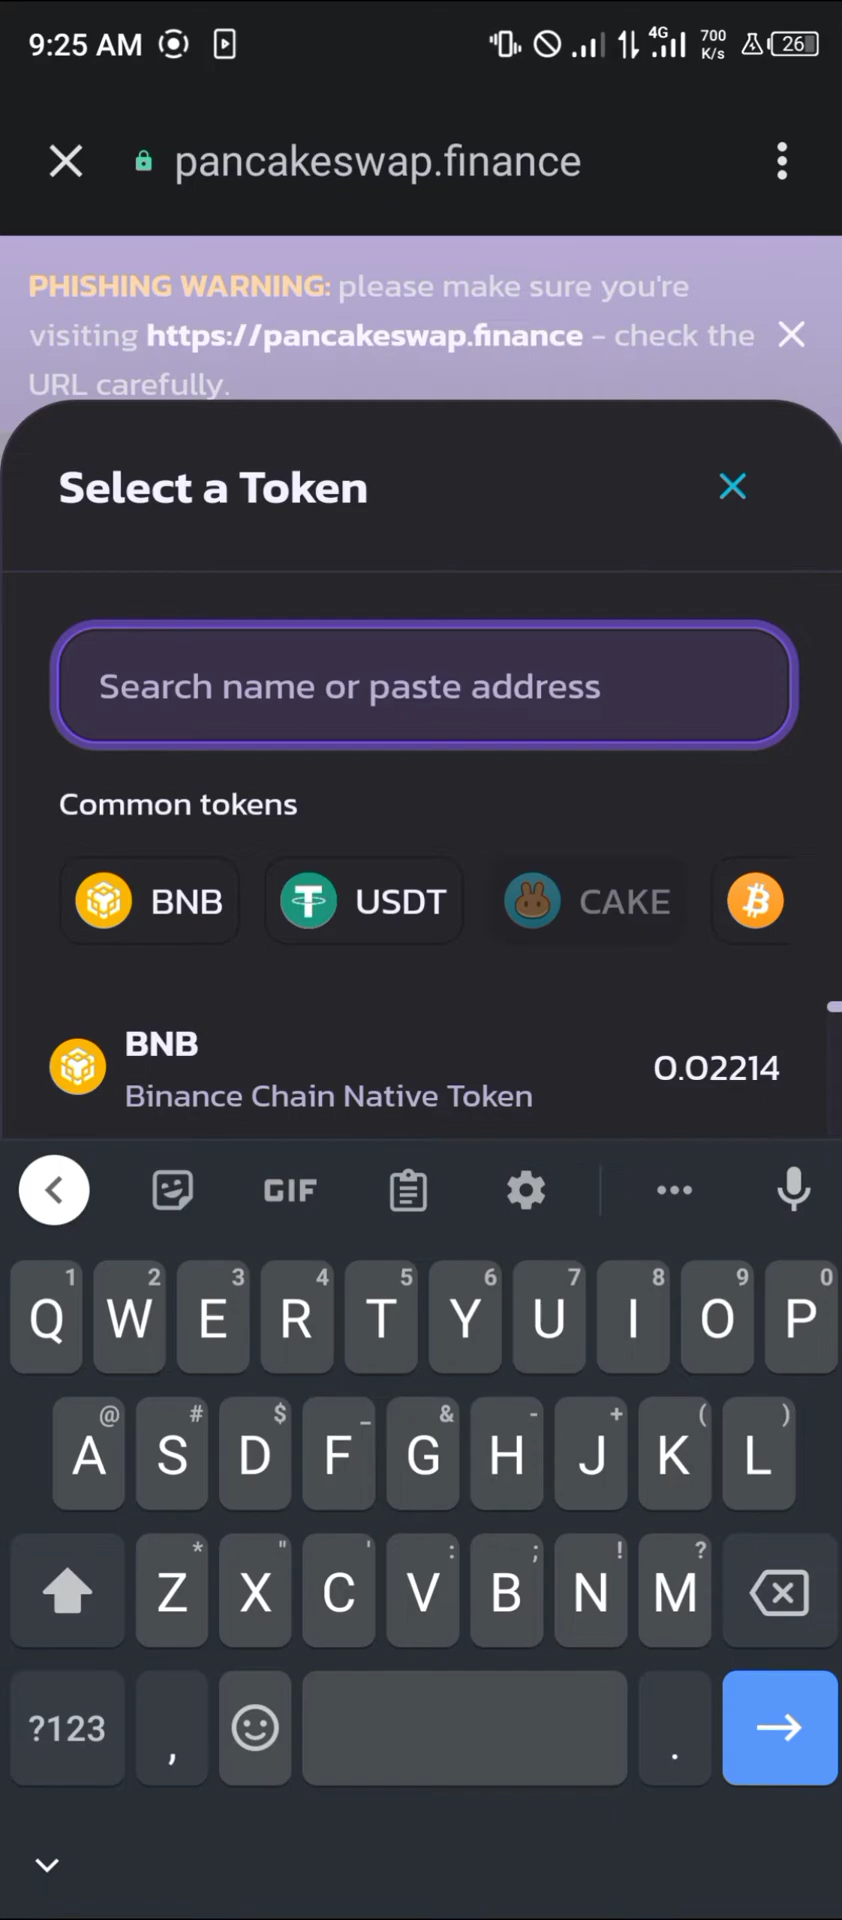 9:25 AM 4G 700 K/s 26
pancakeswap.finance
PHISHING WARNING: please make sure you're
visiting https://pancakeswap.finance - check the
URL carefully.
Select a Token
Search name or paste address
Common tokens
BNB USDT CAKE
BNB
Binance Chain Native Token
0.02214
GIF
1 2 3 4 5 6 7 8 9 0
Q W E R T Y U I O P
@ # $ _ & - + ( )
A S D F G H J K L
* " ' : ; ! ?
Z X C V B N M
?123 , .